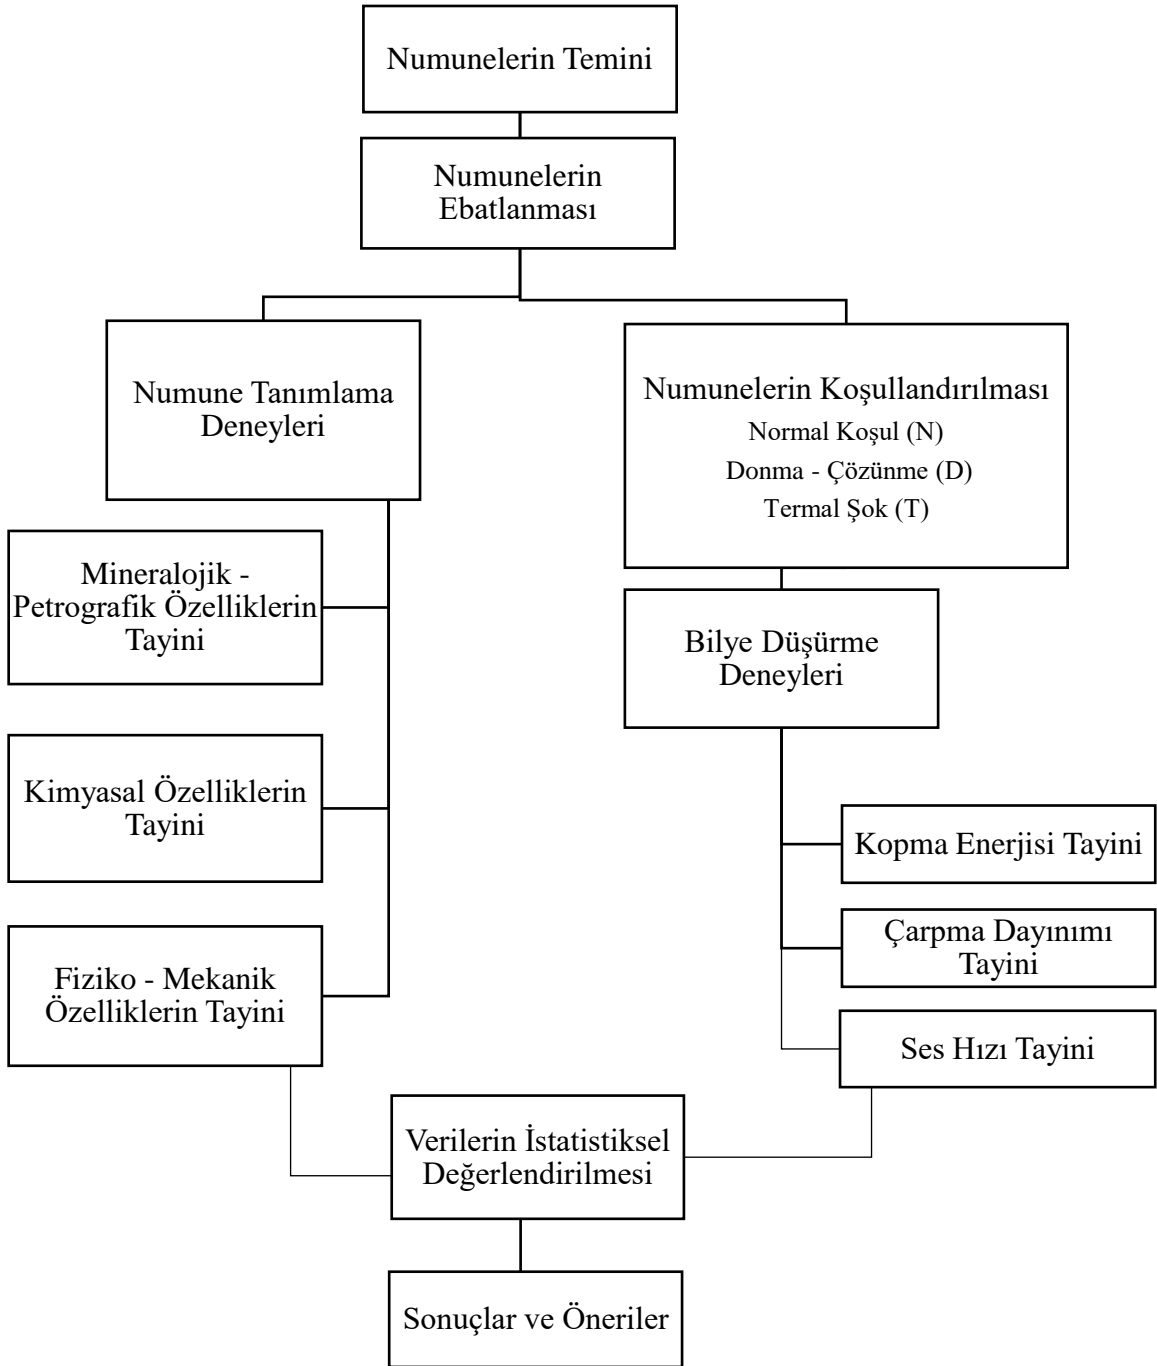 Numunelerin Temini
Numunelerin
Ebatlanması
Numune Tanımlama
Deneyleri
Mineralojik -
Petrografik Özelliklerin
Tayini
Kimyasal Özelliklerin
Tayini
Fiziko - Mekanik
Özelliklerin Tayini
Numunelerin Koşullandırılması
Normal Koşul (N)
Donma - Çözünme (D)
Termal Şok (T)
Bilye Düşürme
Deneyleri
Kopma Enerjisi Tayini
Çarpma Dayınımı
Tayini
Ses Hızı Tayini
Verilerin İstatistiksel
Değerlendirilmesi
Sonuçlar ve Öneriler